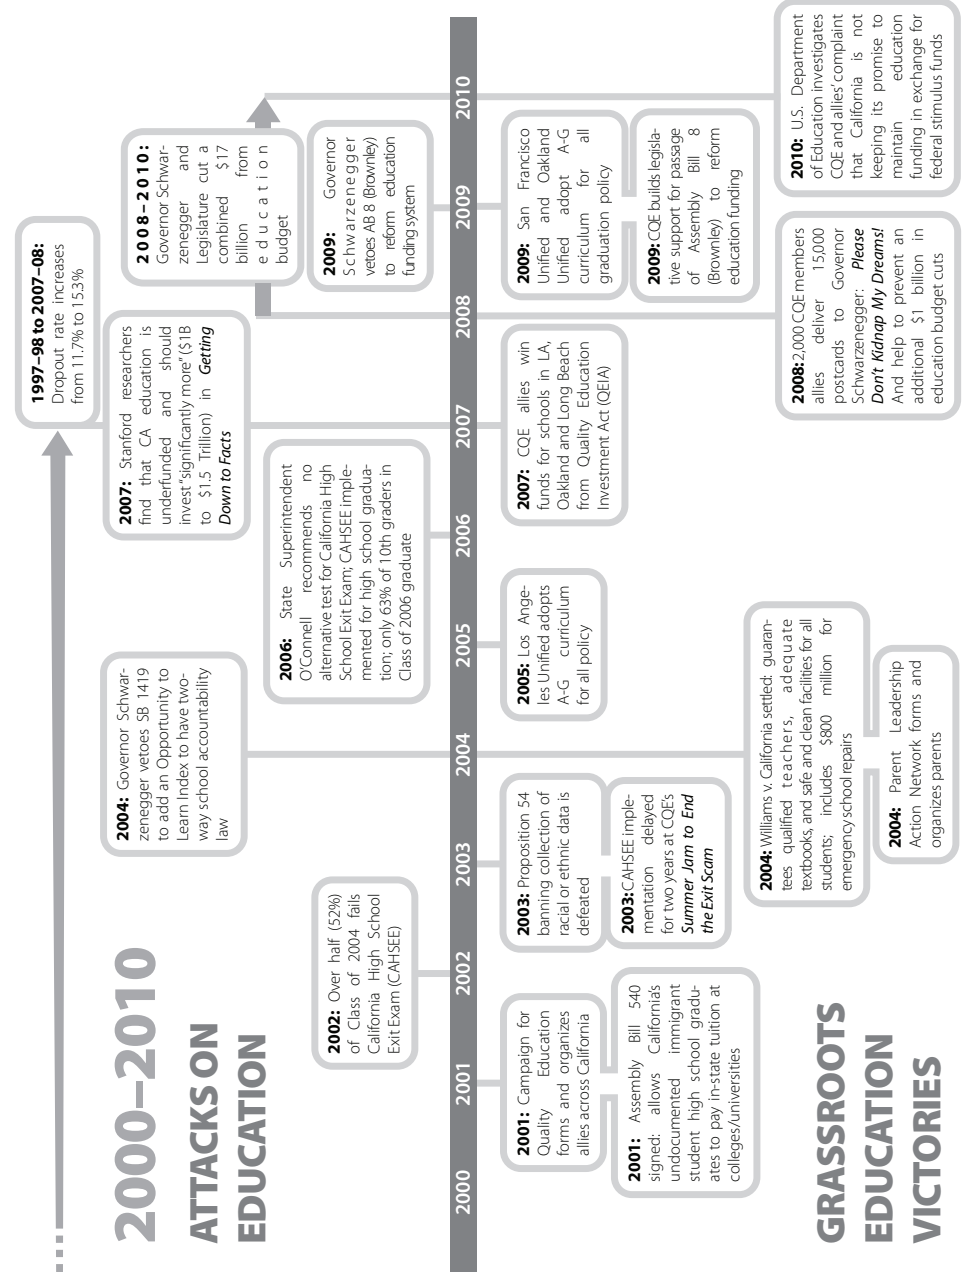 2000–2010
ATTACKS ON
EDUCATION
1997–98 to 2007–08:
Dropout rate increases
from 11.7% to 15.3%
2002: Over half (52%)
of Class of 2004 fails
California High School
Exit Exam (CAHSEE)
2004: Governor Schwar-
zenegger vetoes SB 1419
to add an Opportunity to
Learn Index to have two-
way school accountability
law
2006: State Superintendent
O'Connell recommends no
alternative test for California High
School Exit Exam; CAHSEE imple-
mented for high school gradua-
tion; only 63% of 10th graders in
Class of 2006 graduate
2007: Stanford researchers
find that CA education is
underfunded and should
invest "significantly more" ($1B
to $1.5 Trillion) in Getting
Down to Facts
2008–2010:
Governor Schwar-
zenegger and
Legislature cut a
combined $17
billion from
education
budget
2009: Governor
Schwarzenegger
vetoes AB 8 (Brownley)
to reform education
funding system
2000
2001
2002
2003
2004
2005
2006
2007
2008
2009
2010
2001: Campaign for
Quality Education
forms and organizes
allies across California
2001: Assembly Bill 540
signed: allows California's
undocumented immigrant
student high school gradu-
ates to pay in-state tuition at
colleges/universities
2003: Proposition 54
banning collection of
racial or ethnic data is
defeated
2003: CAHSEE imple-
mentation delayed
for two years at CQE's
Summer Jam to End
the Exit Scam
2004: Williams v. California settled: guaran-
tees qualified teachers, adequate
textbooks, and safe and clean facilities for all
students; includes $800 million for
emergency school repairs
2004: Parent Leadership
Action Network forms and
organizes parents
2005: Los Ange-
les Unified adopts
A-G curriculum
for all policy
2007: CQE allies win
funds for schools in LA,
Oakland and Long Beach
from Quality Education
Investment Act (QEIA)
2008: 2,000 CQE members
allies deliver 15,000
postcards to Governor
Schwarzenegger: Please
Don't Kidnap My Dreams!
And help to prevent an
additional $1 billion in
education budget cuts
2009: San Francisco
Unified and Oakland
Unified adopt A-G
curriculum for all
graduation policy
2009: CQE builds legisla-
tive support for passage
of Assembly Bill 8
(Brownley) to reform
education funding
2010: U.S. Department
of Education investigates
CQE and allies' complaint
that California is not
keeping its promise to
maintain education
funding in exchange for
federal stimulus funds
GRASSROOTS
EDUCATION
VICTORIES